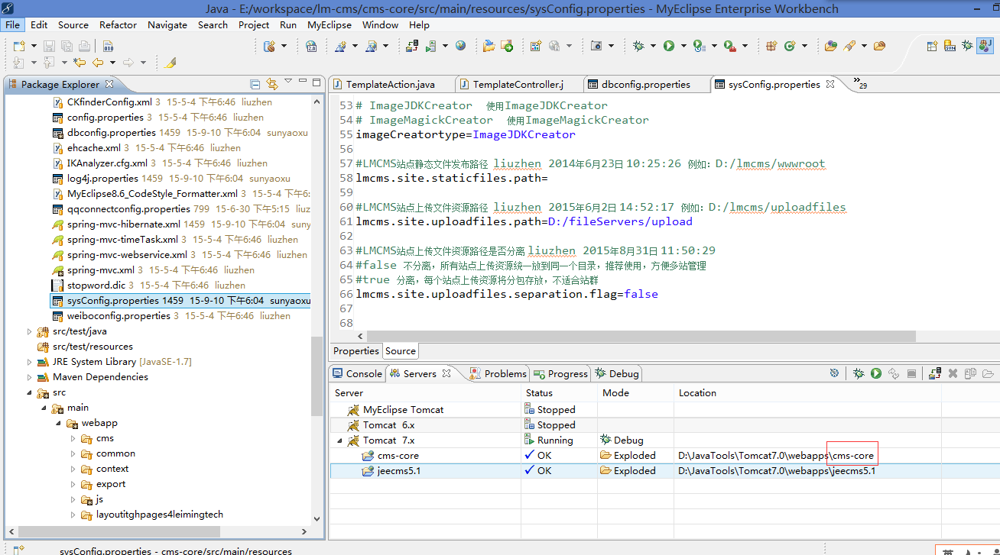 Java - E:/workspace/lm-cms/cms-core/src/main/resources/sysConfig.properties - MyEclipse Enterprise Workbench
File Edit Source Refactor Navigate Search Project Run MyEclipse Window Help
Package Explorer
CKfinderConfig.xml 3 15-5-4 下午6:46 liuzhen
config.properties 3 15-5-4 下午6:46 liuzhen
dbconfig.properties 1459 15-9-10 下午6:04 sunyaoxu
ehcache.xml 3 15-5-4 下午6:46 liuzhen
IKAnalyzer.cfg.xml 3 15-5-4 下午6:46 liuzhen
log4j.properties 1459 15-9-10 下午6:04 sunyaoxu
MyEclipse8.6_CodeStyle_Formatter.xml 3 15-5-4 下午6
qqconnectconfig.properties 799 15-6-30 下午5:15 liuz
spring-mvc-hibernate.xml 1459 15-9-10 下午6:04 suny
spring-mvc-timeTask.xml 3 15-5-4 下午6:46 liuzhen
spring-mvc-webservice.xml 3 15-5-4 下午6:46 liuzhen
spring-mvc.xml 3 15-5-4 下午6:46 liuzhen
stopword.dic 3 15-5-4 下午6:46 liuzhen
sysConfig.properties 1459 15-9-10 下午6:04 sunyaoxu
weiboconfig.properties 3 15-5-4 下午6:46 liuzhen
src/test/java
src/test/resources
JRE System Library [JavaSE-1.7]
Maven Dependencies
src
main
webapp
cms
common
context
export
js
layoutitghpages4leimingtech
TemplateAction.java TemplateController.j dbconfig.properties sysConfig.properties »29
53 # ImageJDKCreator 使用ImageJDKCreator
54 # ImageMagickCreator 使用ImageMagickCreator
55 imageCreatortype=ImageJDKCreator
56
57 #LMCMS站点静态文件发布路径 liuzhen 2014年6月23日10:25:26 例如：D:/lmcms/wwwroot
58 lmcms.site.staticfiles.path=
59
60 #LMCMS站点上传文件资源路径 liuzhen 2015年6月2日14:52:17 例如：D:/lmcms/uploadfiles
61 lmcms.site.uploadfiles.path=D:/fileServers/upload
62
63 #LMCMS站点上传文件资源路径是否分离 liuzhen 2015年8月31日11:50:29
64 #false 不分离，所有站点上传资源统一放到同一个目录，推荐使用，方便多站管理
65 #true 分离，每个站点上传资源将分包存放，不适合站群
66 lmcms.site.uploadfiles.separation.flag=false
67
68
Properties Source
Console Servers Problems Progress Debug
Server Status Mode Location
MyEclipse Tomcat Stopped
Tomcat 6.x Stopped
Tomcat 7.x Running Debug
cms-core OK Exploded D:\JavaTools\Tomcat7.0\webapps\cms-core
jeecms5.1 OK Exploded D:\JavaTools\Tomcat7.0\webapps\jeecms5.1
sysConfig.properties - cms-core/src/main/resources
英